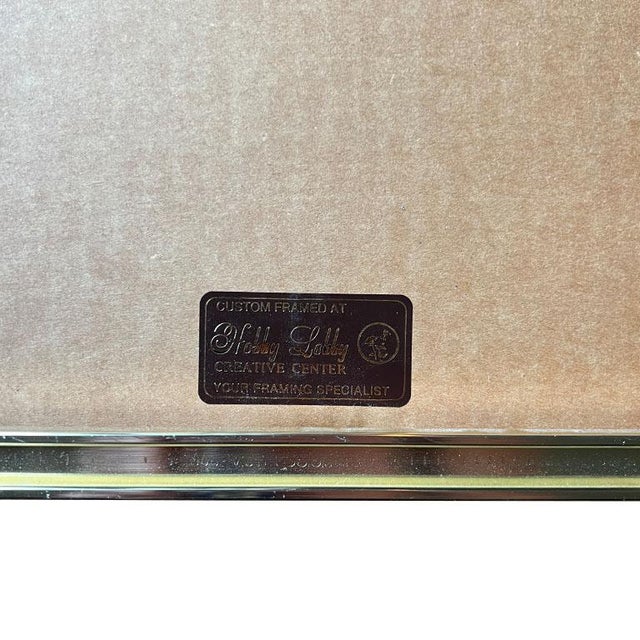 CUSTOM FRAMED AT
Hobby Lobby
CREATIVE CENTER
YOUR FRAMING SPECIALIST